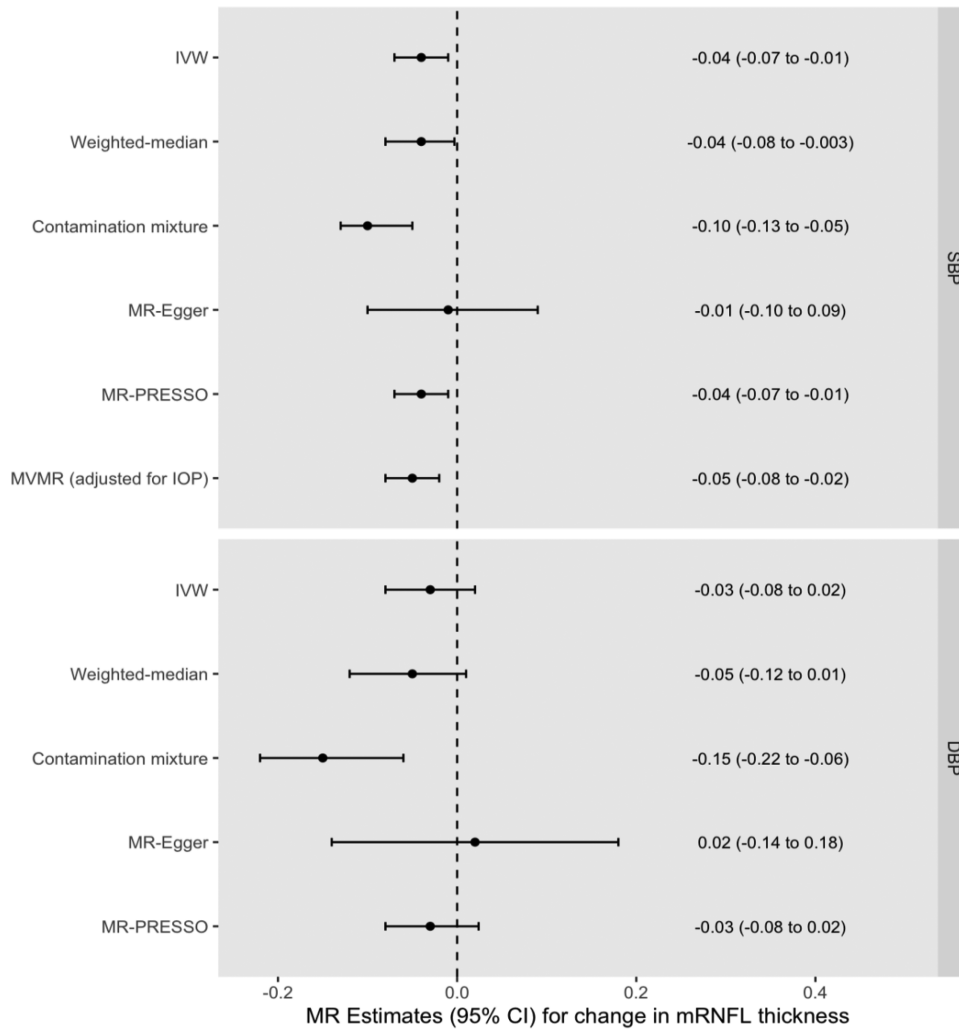 IVW -0.04 (-0.07 to -0.01)
Weighted-median -0.04 (-0.08 to -0.003)
Contamination mixture -0.10 (-0.13 to -0.05)
MR-Egger -0.01 (-0.10 to 0.09)
MR-PRESSO -0.04 (-0.07 to -0.01)
MVMR (adjusted for IOP) -0.05 (-0.08 to -0.02)
SBP
IVW -0.03 (-0.08 to 0.02)
Weighted-median -0.05 (-0.12 to 0.01)
Contamination mixture -0.15 (-0.22 to -0.06)
MR-Egger 0.02 (-0.14 to 0.18)
MR-PRESSO -0.03 (-0.08 to 0.02)
DBP
-0.2 0.0 0.2 0.4
MR Estimates (95% CI) for change in mRNFL thickness